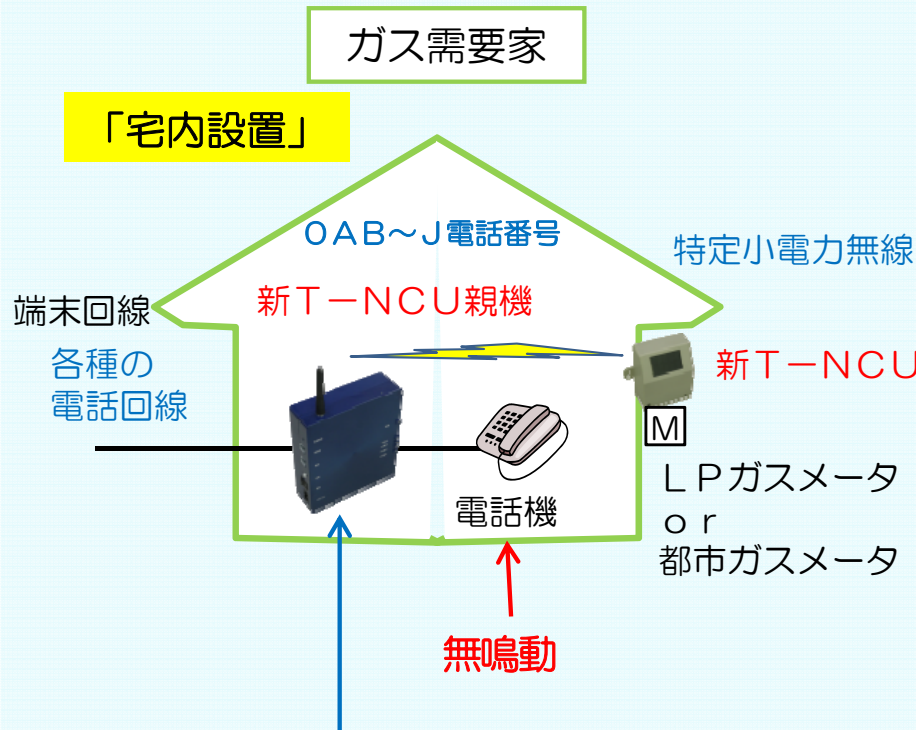 ガス需要家
「宅内設置」
0AB～J電話番号
特定小電力無線
端末回線
新T－NCU親機
各種の
電話回線
新T－NCU
M
LPガスメータ
or
都市ガスメータ
電話機
無鳴動